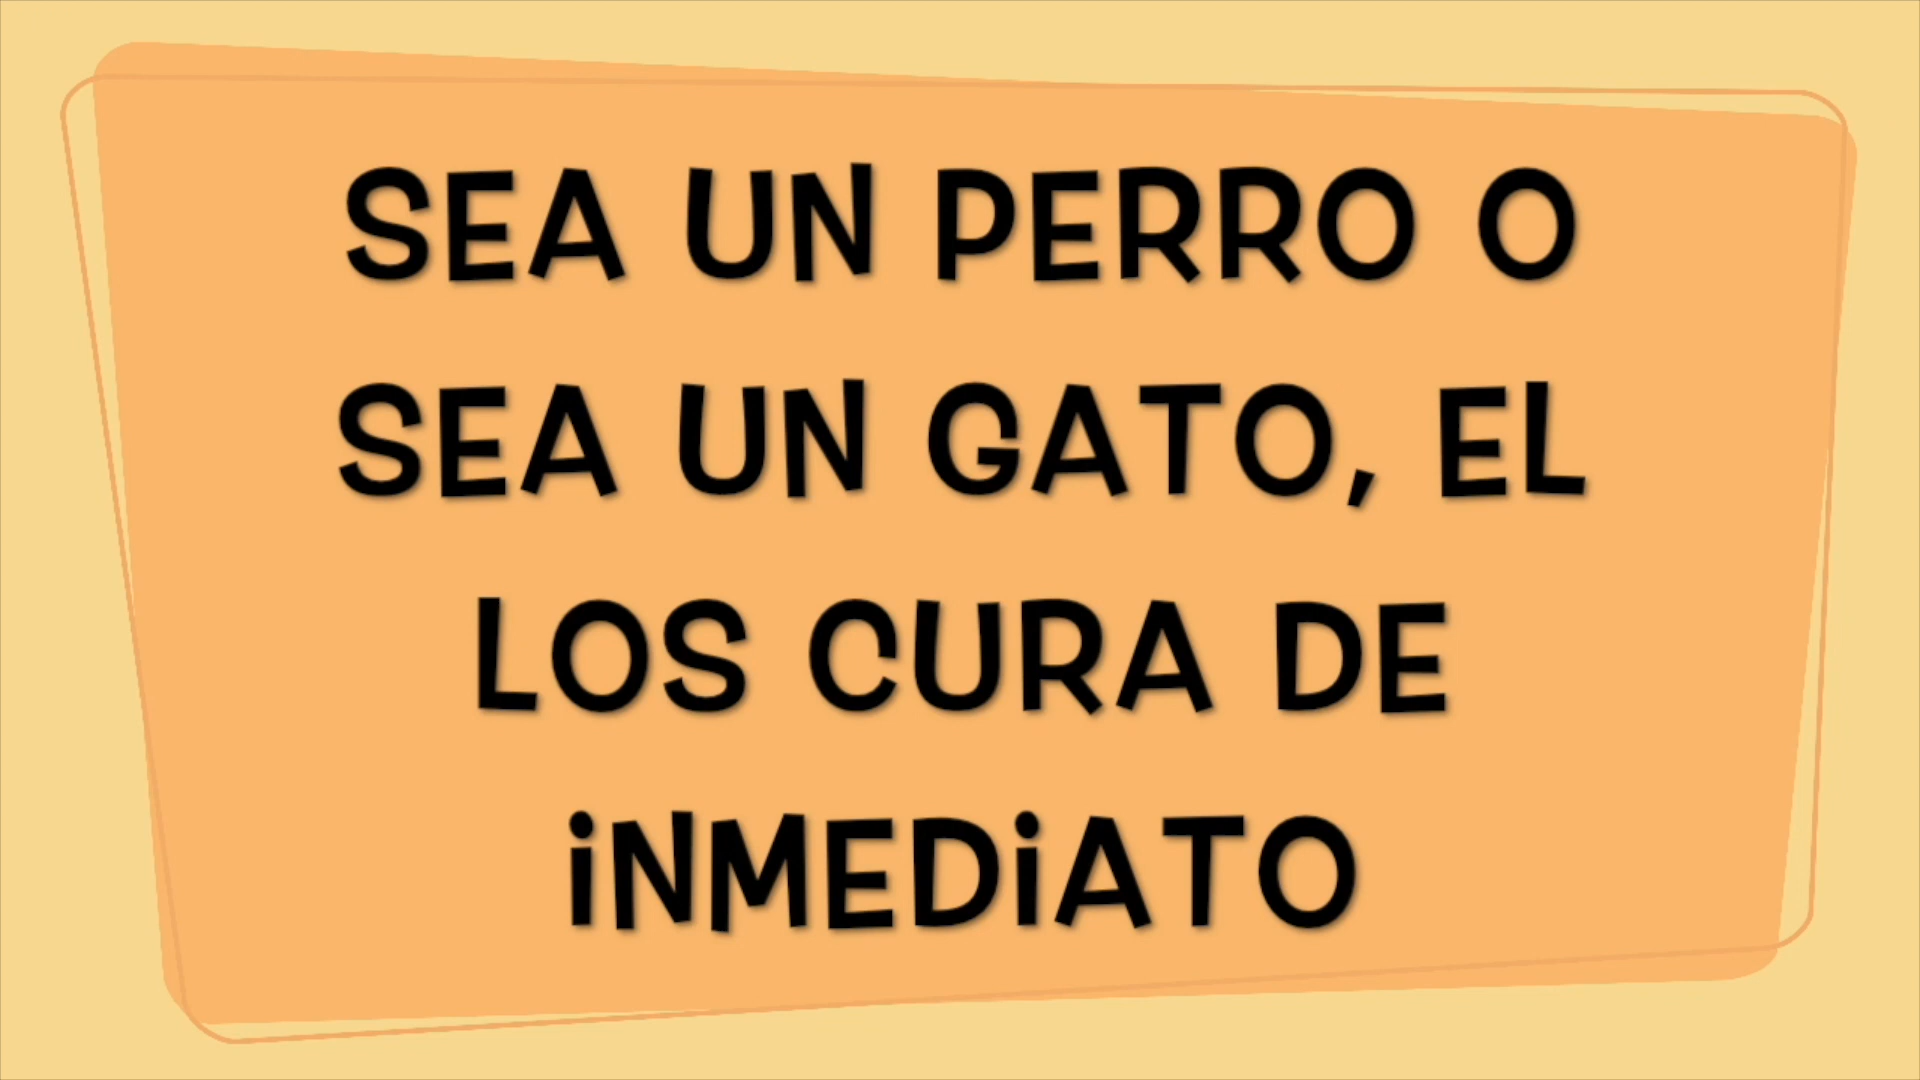 SEA UN PERRO O
SEA UN GATO, EL
LOS CURA DE
iNMEDiATO